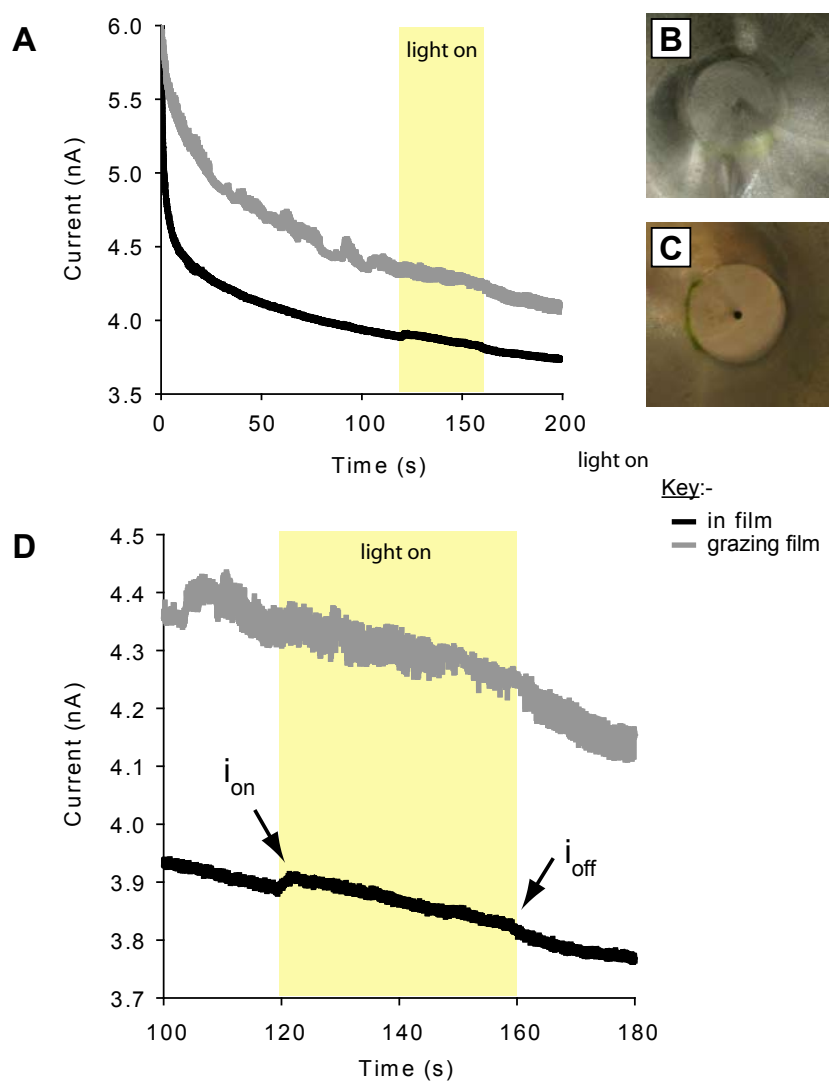 A
6.0
5.5
5.0
4.5
4.0
3.5
Current (nA)
light on
0
50
100
150
200
Time (s)
light on
B
C
Key:-
in film
grazing film
D
4.5
4.4
4.3
4.2
4.1
4.0
3.9
3.8
3.7
Current (nA)
light on
i on
i off
100
120
140
160
180
Time (s)